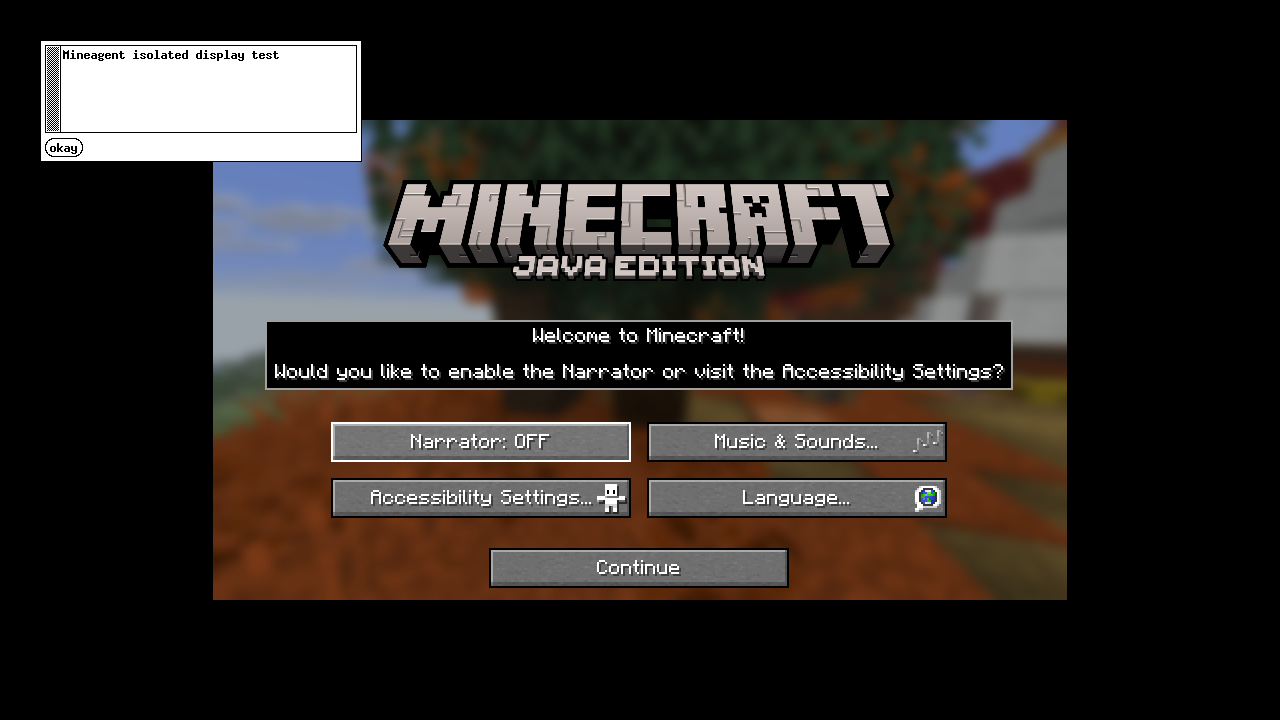 Mineagent isolated display test
okay
MINECRAFT
JAVA EDITION
Welcome to Minecraft!
Would you like to enable the Narrator or visit the Accessibility Settings?
Narrator: OFF
Music & Sounds...
Accessibility Settings...
Language...
Continue